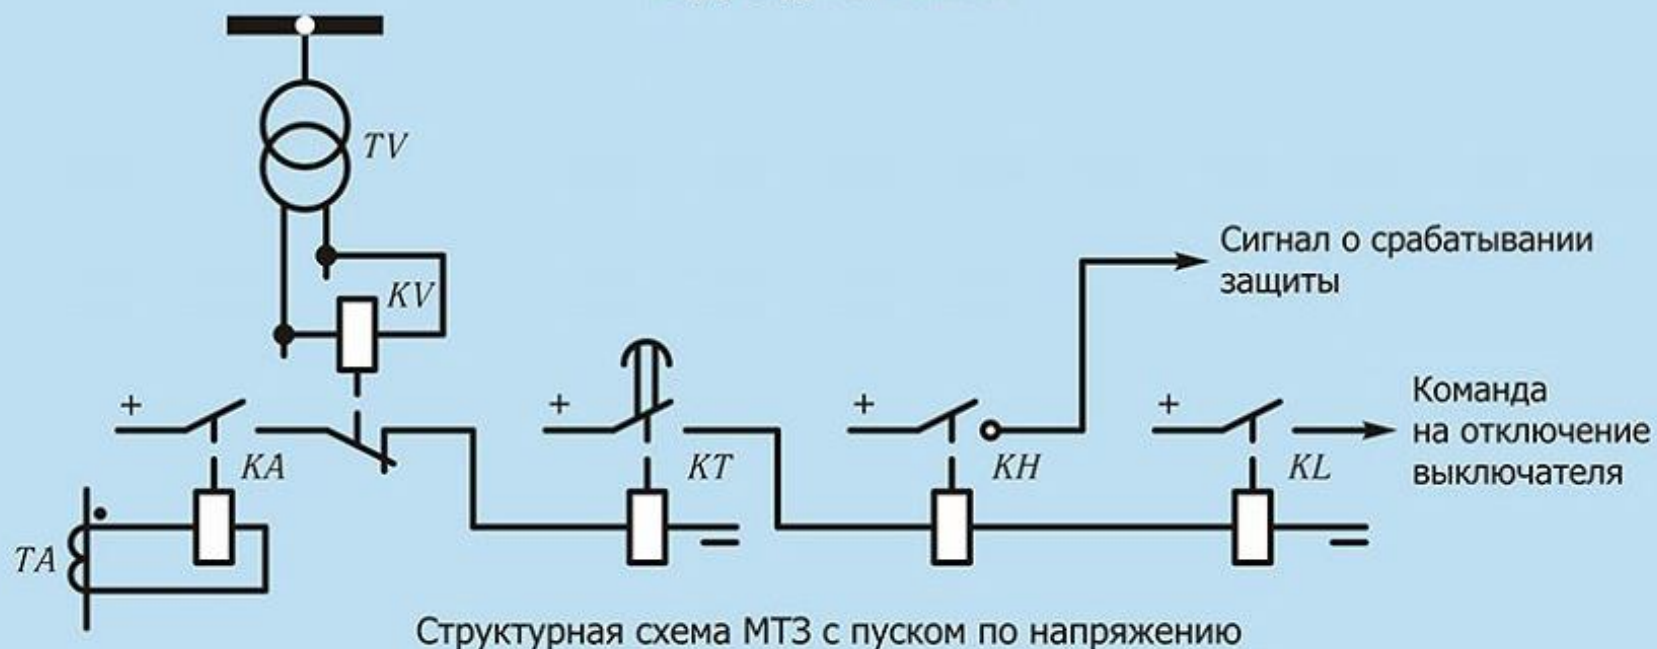 TV
KV
Сигнал о срабатывании
защиты
+
+
+
+
Команда
на отключение
выключателя
KA
KT
KH
KL
TA
Структурная схема МТЗ с пуском по напряжению